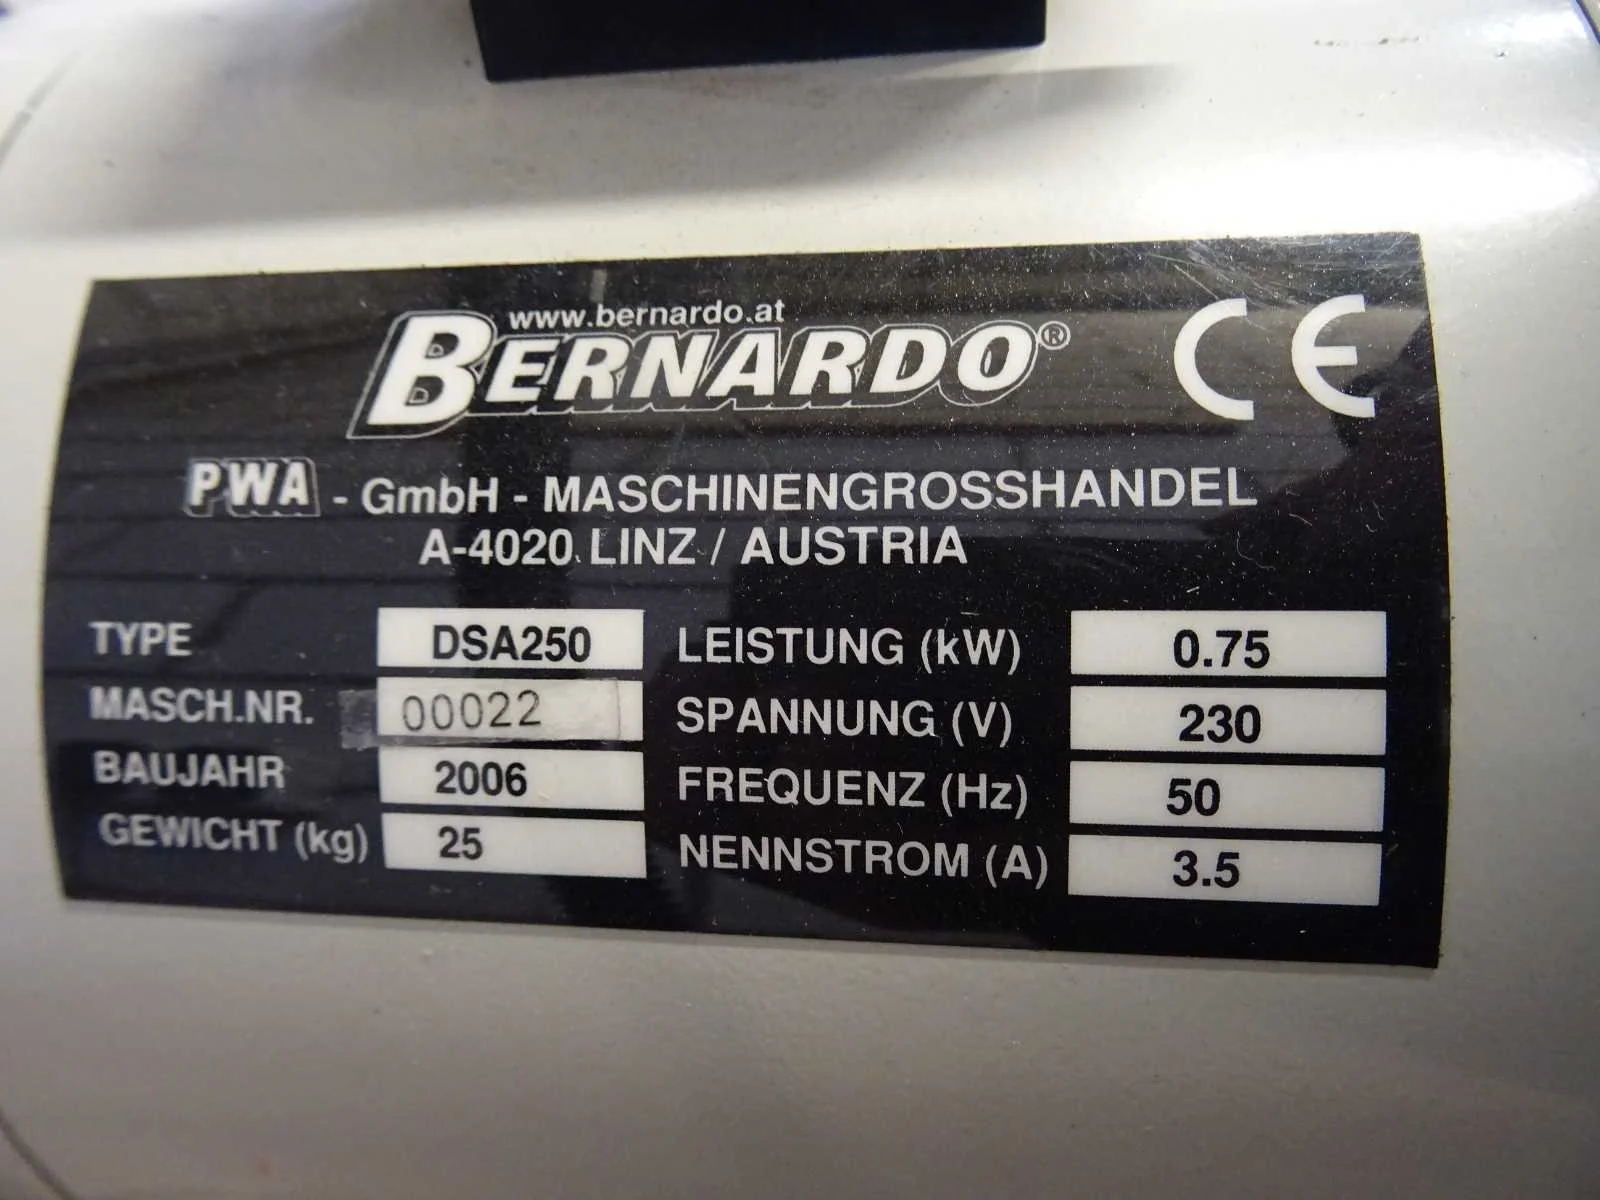 www.bernardo.at
BERNARDO® CE
PWA - GmbH - MASCHINENGROSSHANDEL
A-4020 LINZ / AUSTRIA
TYPE DSA250 LEISTUNG (kW) 0.75
MASCH.NR. 00022 SPANNUNG (V) 230
BAUJAHR 2006 FREQUENZ (Hz) 50
GEWICHT (kg) 25 NENNSTROM (A) 3.5